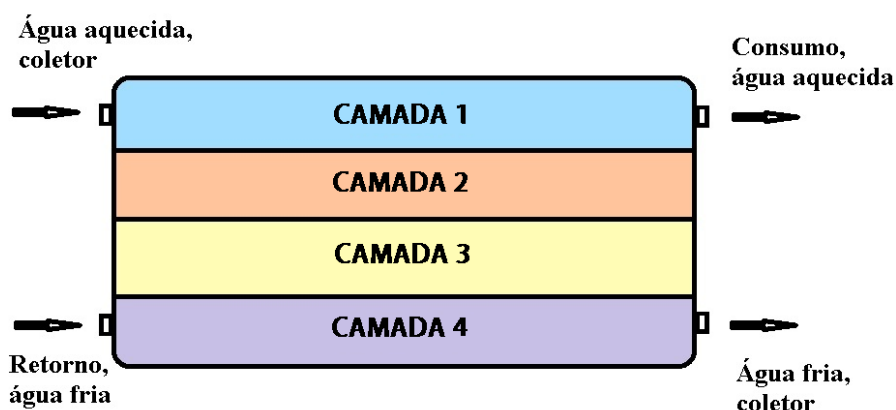 Água aquecida,
coletor
Consumo,
água aquecida
CAMADA 1
CAMADA 2
CAMADA 3
CAMADA 4
Retorno,
água fria
Água fria,
coletor